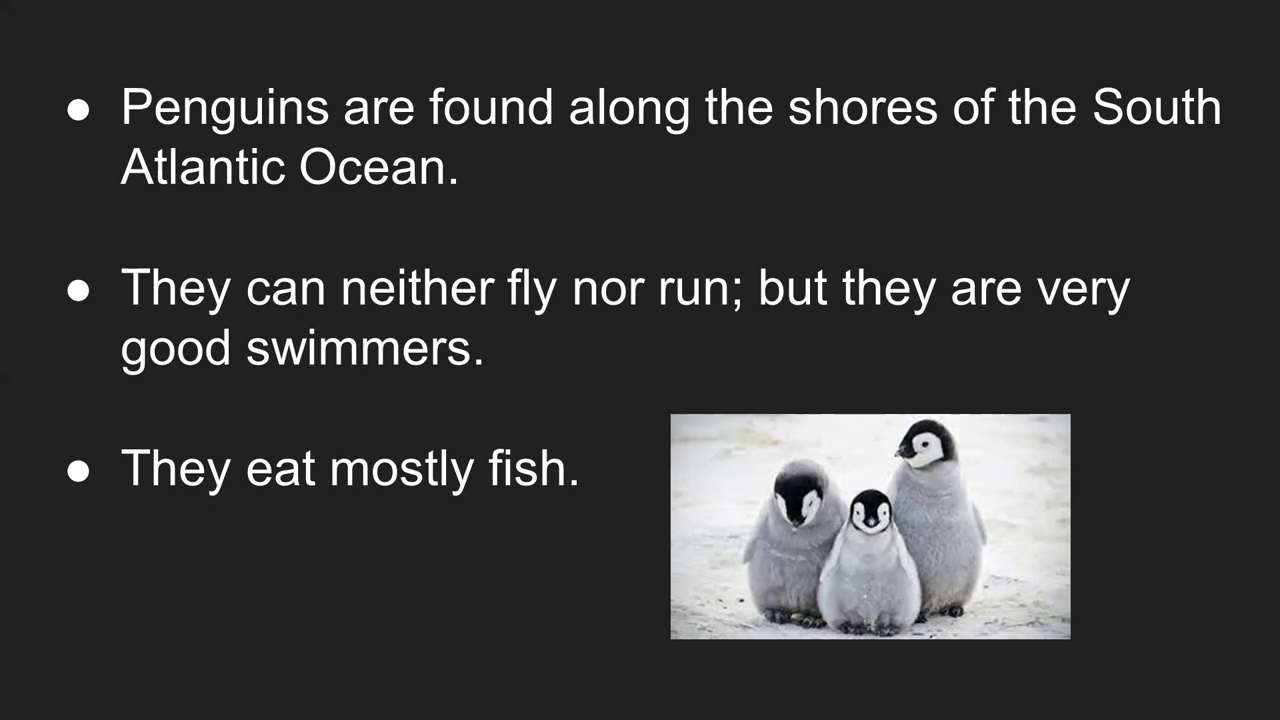 ● Penguins are found along the shores of the South
Atlantic Ocean.
● They can neither fly nor run; but they are very
good swimmers.
● They eat mostly fish.